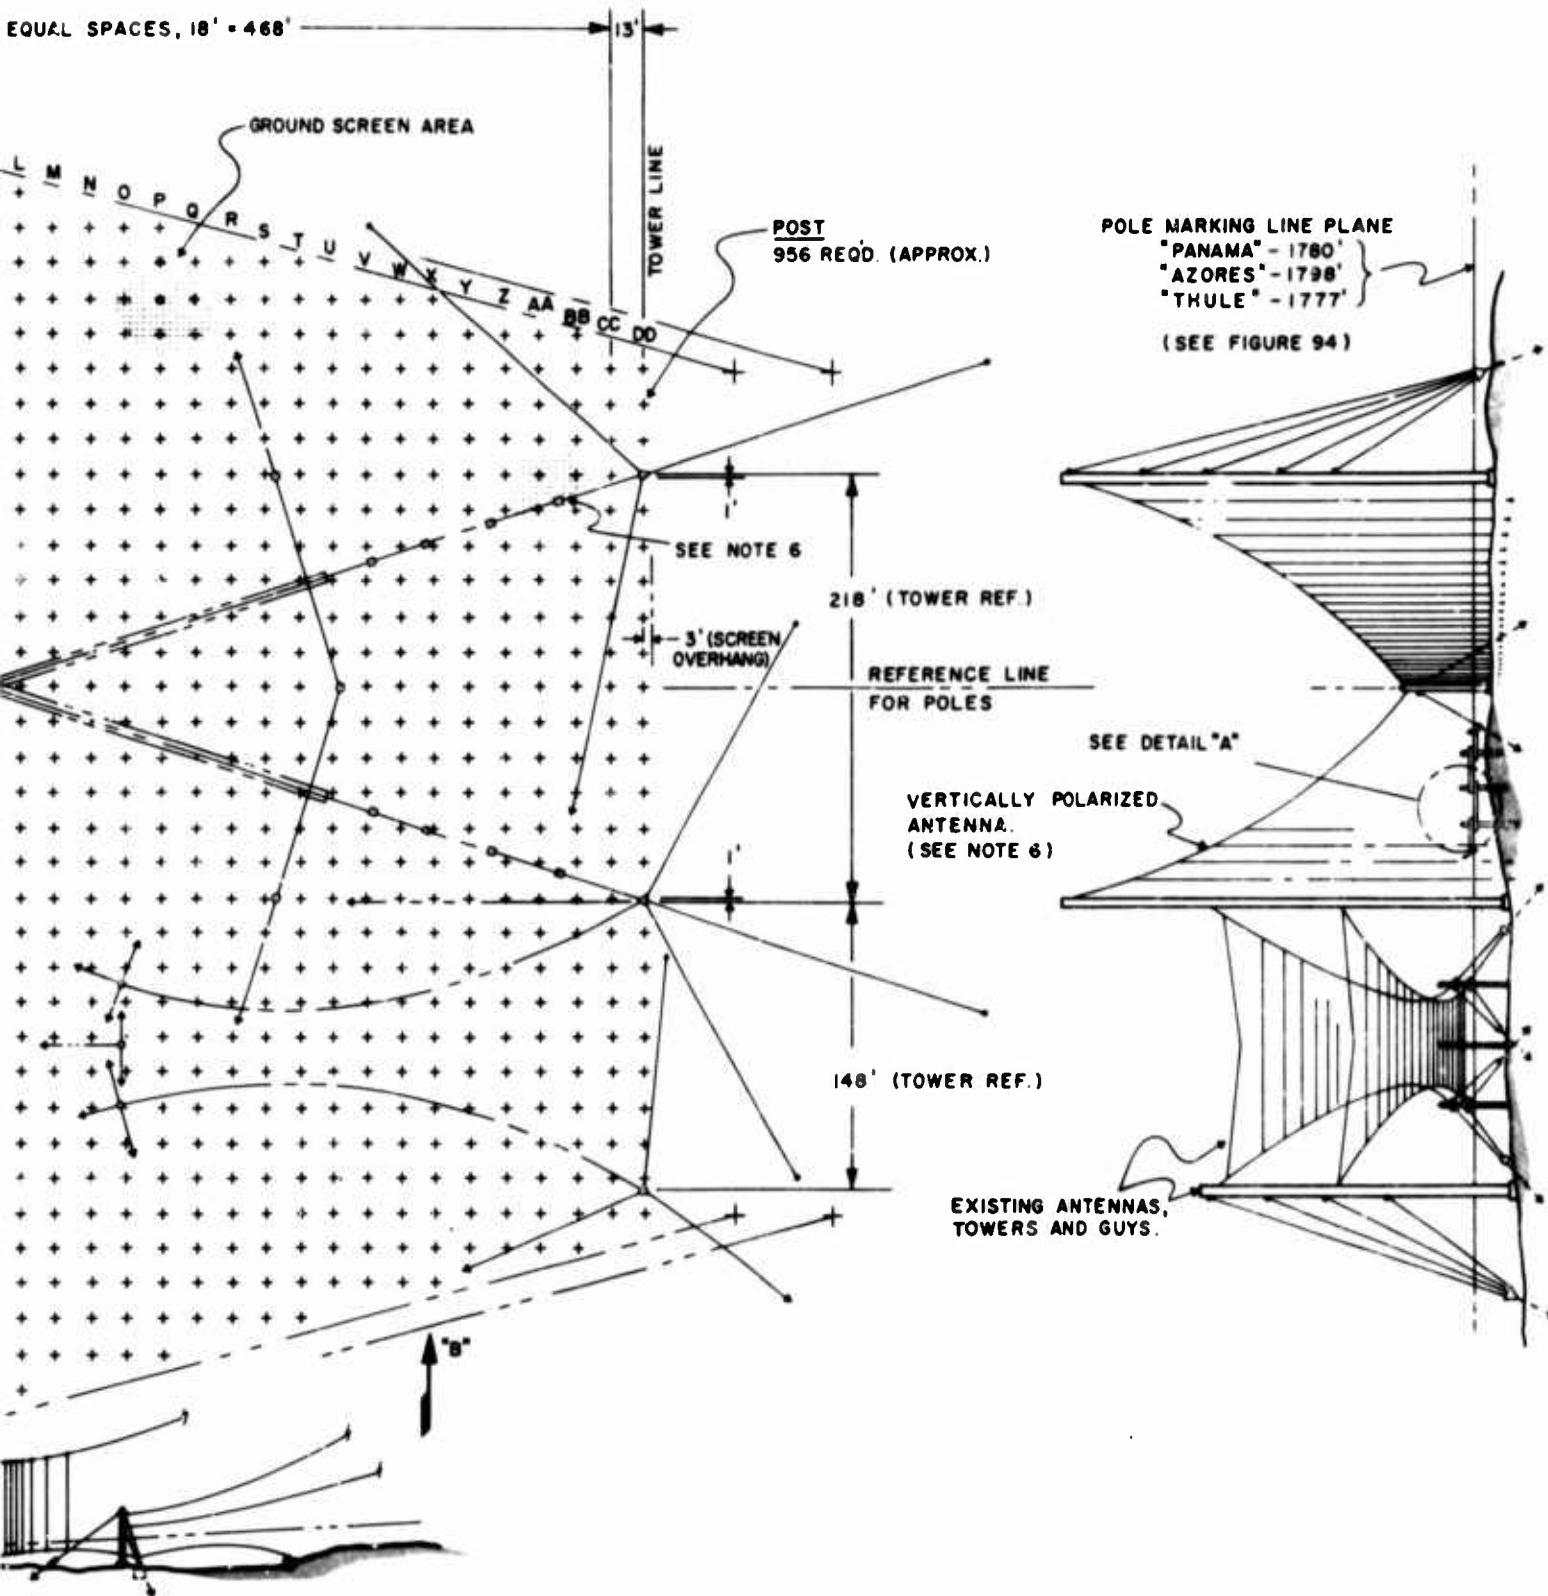 EQUAL SPACES, 18' = 468'
13'
GROUND SCREEN AREA
TOWER LINE
L M N O P Q R S T U V W X Y Z AA BB CC DD
POST
956 REQ'D. (APPROX.)
POLE MARKING LINE PLANE
"PANAMA" - 1780'
"AZORES" - 1798'
"THULE" - 1777'
(SEE FIGURE 94)
1'
SEE NOTE 6
218' (TOWER REF.)
3' (SCREEN
OVERHANG)
REFERENCE LINE
FOR POLES
SEE DETAIL "A"
VERTICALLY POLARIZED
ANTENNA.
(SEE NOTE 6)
1'
148' (TOWER REF.)
EXISTING ANTENNAS,
TOWERS AND GUYS.
"B"